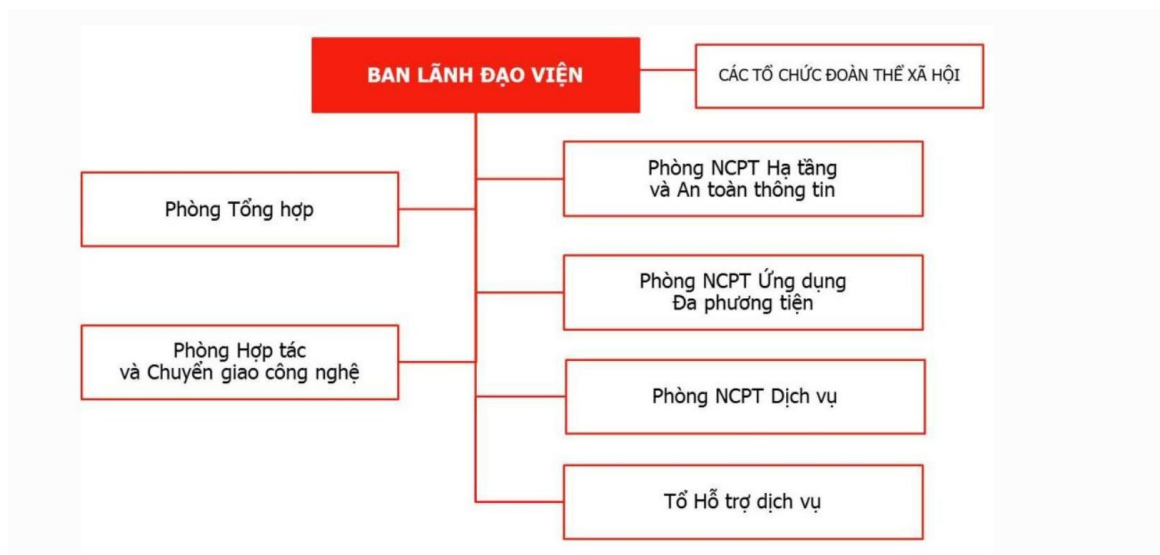 BAN LÃNH ĐẠO VIỆN
CÁC TỔ CHỨC ĐOÀN THỂ XÃ HỘI
Phòng Tổng hợp
Phòng Hợp tác
và Chuyển giao công nghệ
Phòng NCPT Hạ tầng
và An toàn thông tin
Phòng NCPT Ứng dụng
Đa phương tiện
Phòng NCPT Dịch vụ
Tổ Hỗ trợ dịch vụ